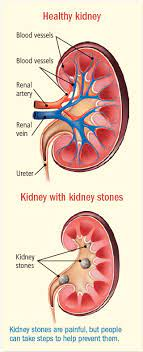 Healthy kidney
Blood vessels
Blood vessels
Renal
artery
Renal
vein
Ureter
Kidney with kidney stones
Kidney
stones
Kidney stones are painful, but people
can take steps to help prevent them.